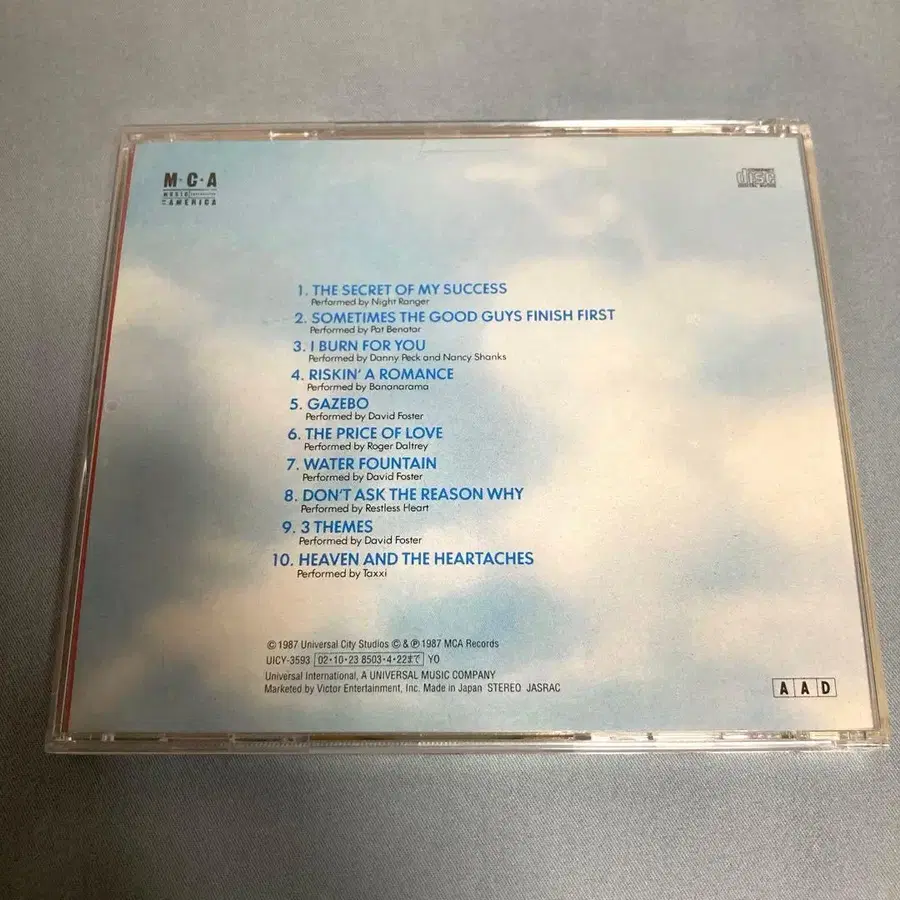 M·C·A
MUSIC
AMERICA
COMPACT
disc
DIGITAL AUDIO
1. THE SECRET OF MY SUCCESS
Performed by Night Ranger
2. SOMETIMES THE GOOD GUYS FINISH FIRST
Performed by Pat Benatar
3. I BURN FOR YOU
Performed by Danny Peck and Nancy Shanks
4. RISKIN' A ROMANCE
Performed by Bananarama
5. GAZEBO
Performed by David Foster
6. THE PRICE OF LOVE
Performed by Roger Daltrey
7. WATER FOUNTAIN
Performed by David Foster
8. DON'T ASK THE REASON WHY
Performed by Restless Heart
9. 3 THEMES
Performed by David Foster
10. HEAVEN AND THE HEARTACHES
Performed by Taxxi
© 1987 Universal City Studios © & ℗ 1987 MCA Records
UICY-3593 02・10・23 8503・4・22まで YO
Universal International, A UNIVERSAL MUSIC COMPANY
Marketed by Victor Entertainment, Inc. Made in Japan STEREO JASRAC
A A D